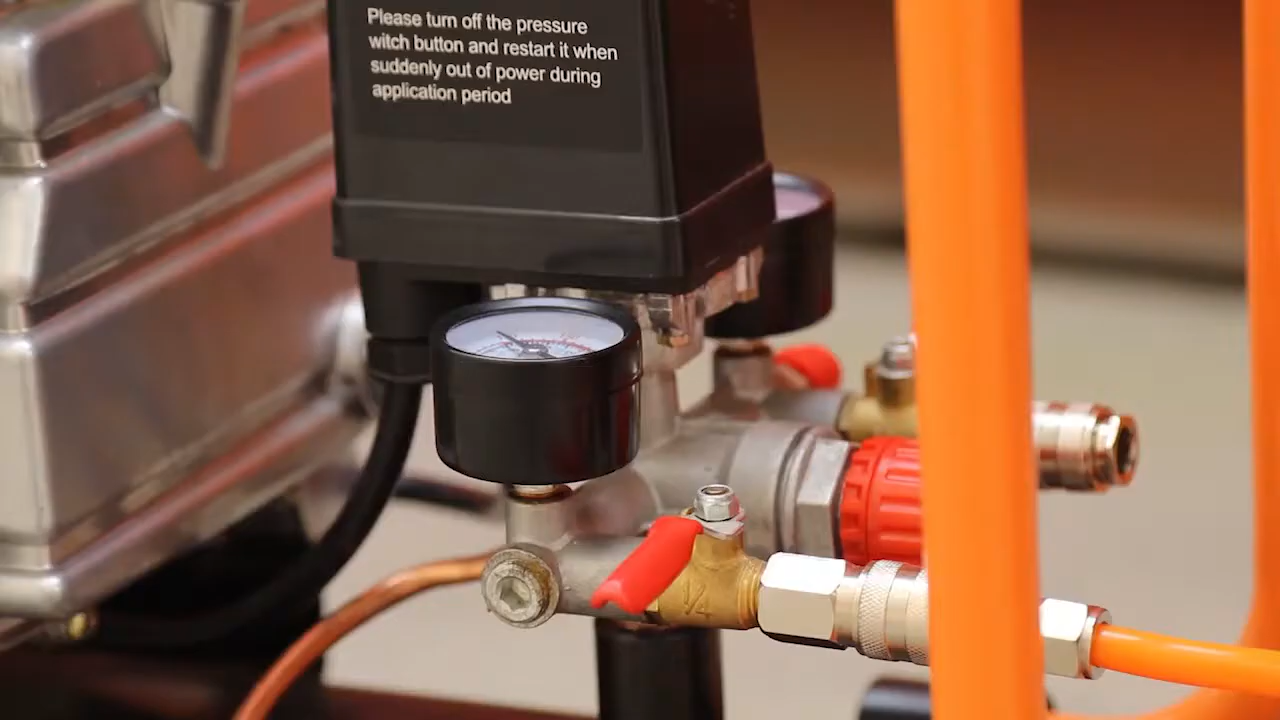 Please turn off the pressure
witch button and restart it when
suddenly out of power during
application period